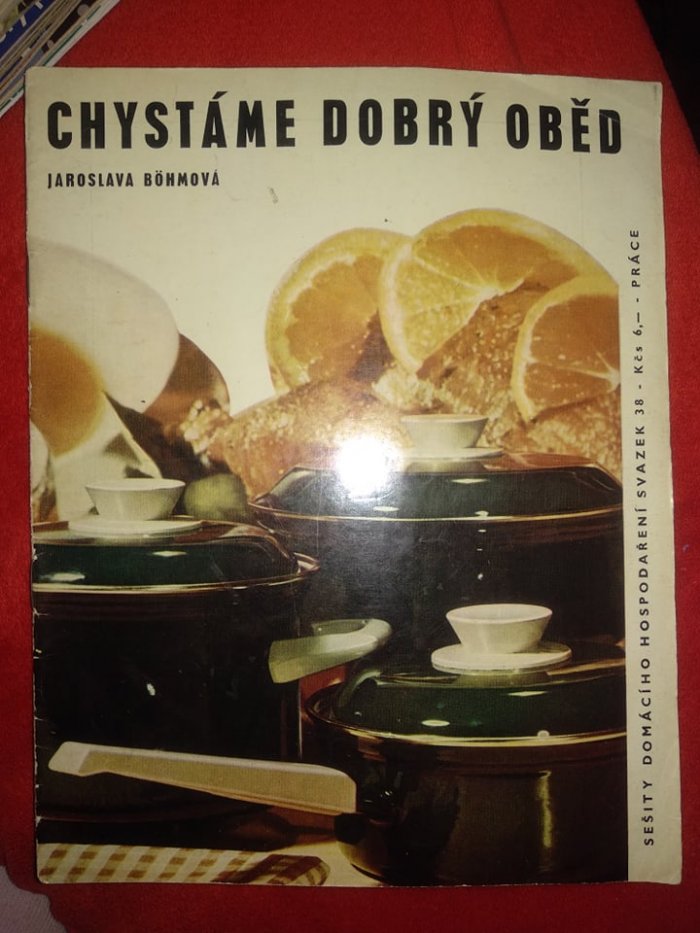 CHYSTÁME DOBRÝ OBĚD
JAROSLAVA BÖHMOVÁ
SEŠITY DOMÁCÍHO HOSPODAŘENÍ SVAZEK 38 - Kčs 6,— - PRÁCE